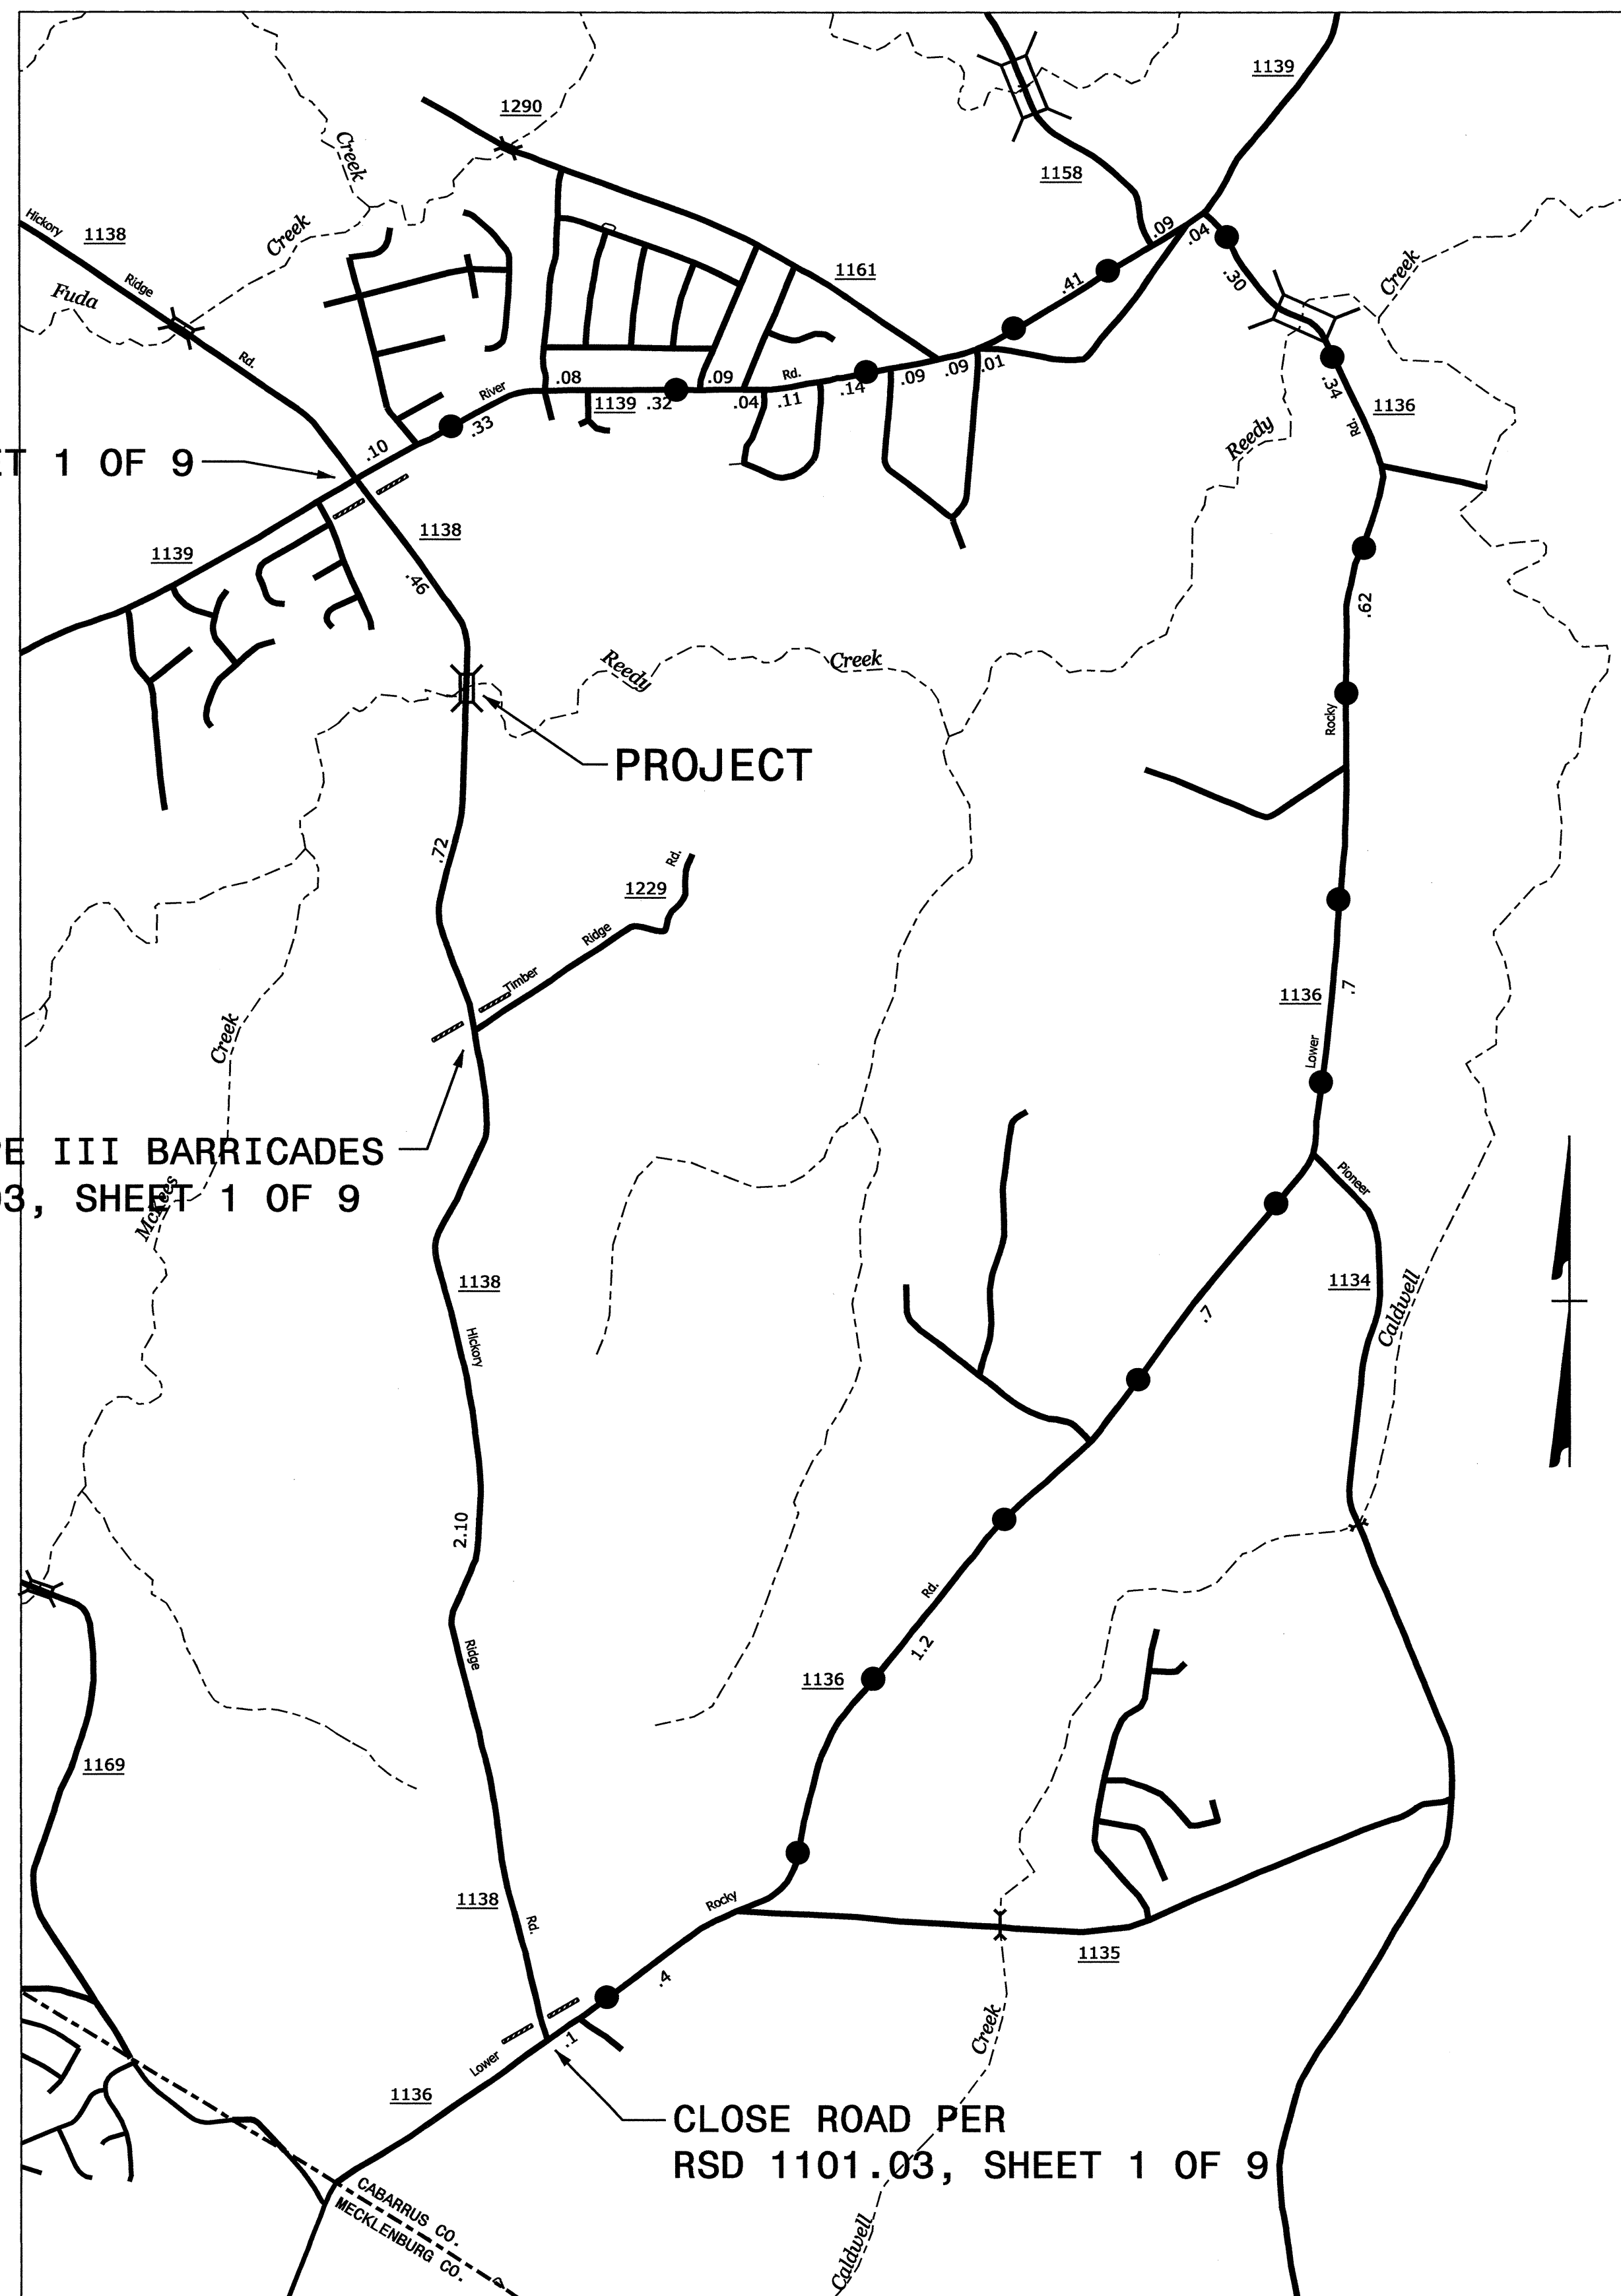 1139
1290
1158
Creek
Hickory
1138
Creek
.09
.04
Ridge
Fuda
1161
.41
.30
Creek
Rd.
.08
.09
Rd.
.14
.09
.09
.01
River
1139
.32
.04
.11
.34
1136
Rd.
.33
.10
Reedy
T 1 OF 9
1138
1139
.46
.62
Reedy
Creek
Rocky
PROJECT
.72
Rd.
1229
Ridge
Timber
1136
.7
Creek
Lower
E III BARRICADES
03, SHEET 1 OF 9
McKees
Pioneer
1138
1134
Caldwell
.7
Hickory
2.10
Rd.
1.2
Ridge
1136
1169
1138
Rd.
Rocky
1135
.4
Creek
.1
Lower
1136
CLOSE ROAD PER
RSD 1101.03, SHEET 1 OF 9
CABARRUS CO.
MECKLENBURG CO.
Caldwell